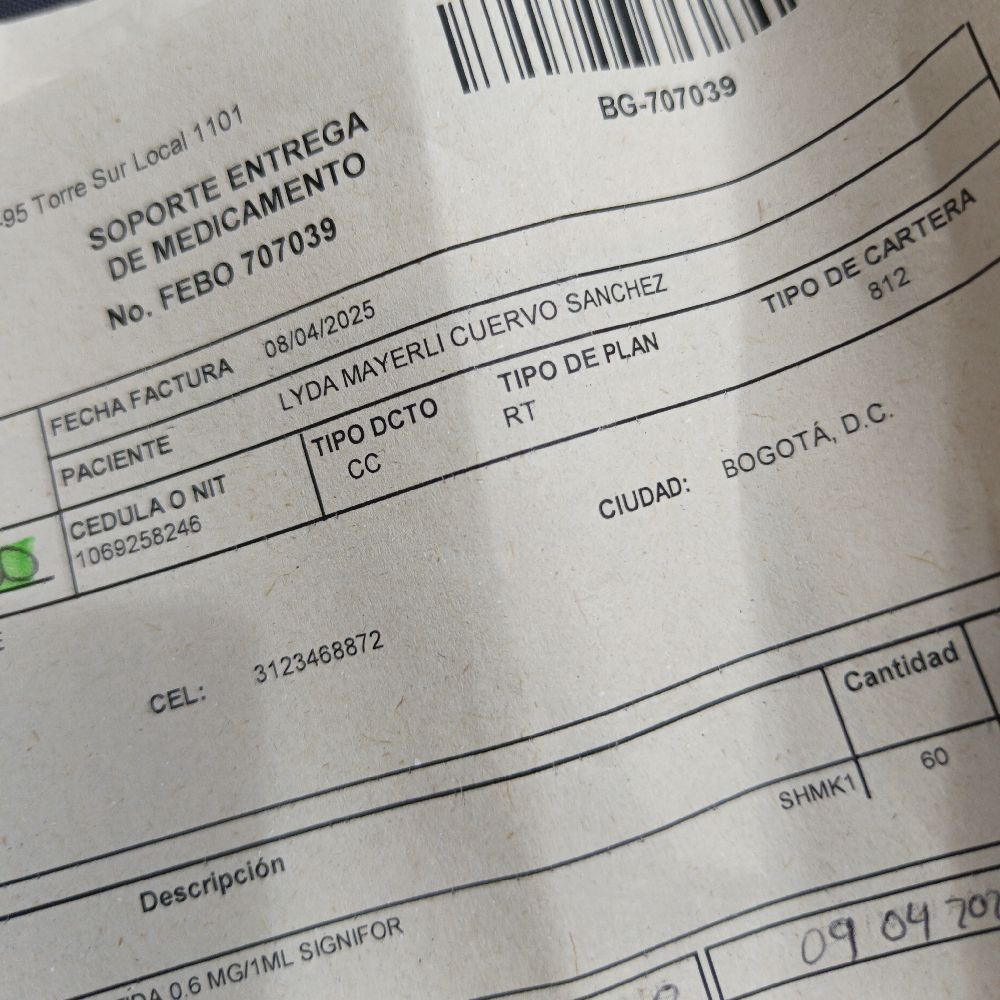 BG-707039
-95 Torre Sur Local 1101
SOPORTE ENTREGA
DE MEDICAMENTO
No. FEBO 707039
FECHA FACTURA 08/04/2025
PACIENTE LYDA MAYERLI CUERVO SANCHEZ
CEDULA O NIT TIPO DCTO TIPO DE PLAN TIPO DE CARTERA
1069258246 CC RT 812
CIUDAD: BOGOTÁ, D.C.
CEL: 3123468872
Descripción Cantidad
SHMK1 60
0.6 MG/1ML SIGNIFOR
09 04